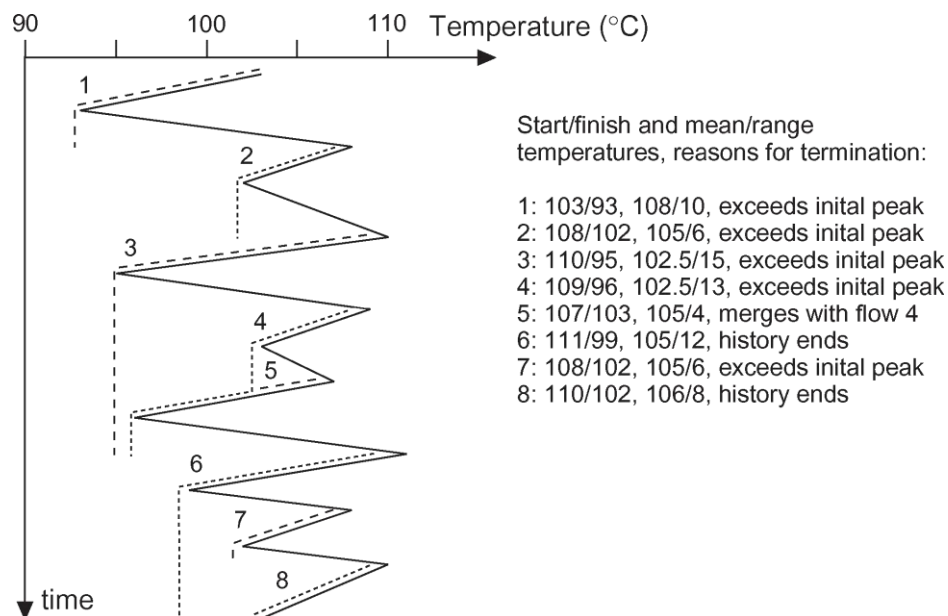 90 100 110 Temperature (°C)
1
2
3
4
5
6
7
8
time
Start/finish and mean/range
temperatures, reasons for termination:
1: 103/93, 108/10, exceeds inital peak
2: 108/102, 105/6, exceeds inital peak
3: 110/95, 102.5/15, exceeds inital peak
4: 109/96, 102.5/13, exceeds inital peak
5: 107/103, 105/4, merges with flow 4
6: 111/99, 105/12, history ends
7: 108/102, 105/6, exceeds inital peak
8: 110/102, 106/8, history ends